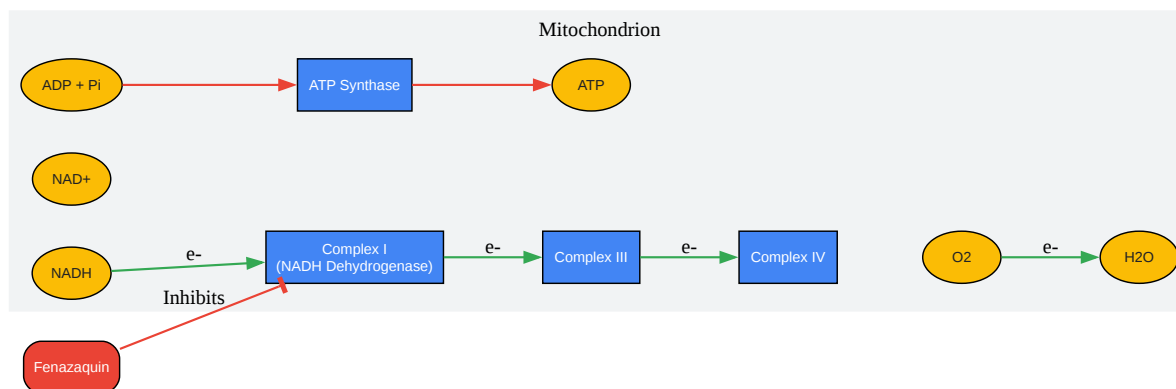 Mitochondrion
ADP + Pi
ATP Synthase
ATP
NAD+
NADH
e-
Complex I
(NADH Dehydrogenase)
e-
Complex III
e-
Complex IV
O2
e-
H2O
Inhibits
Fenazaquin